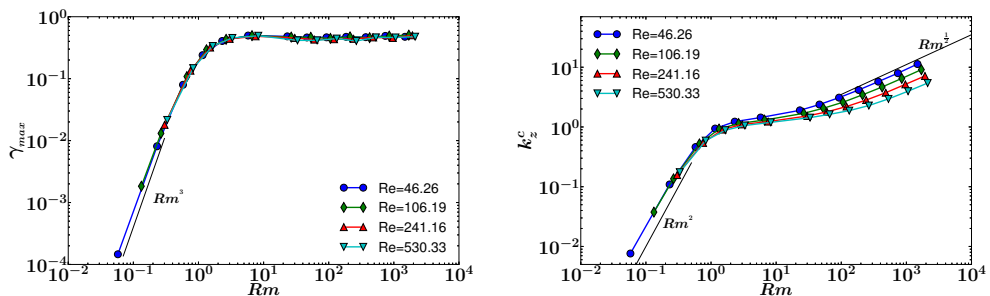 10^0
10^{-1}
10^{-2}
10^{-3}
10^{-4}
γ_{max}
Rm^3
Re=46.26
Re=106.19
Re=241.16
Re=530.33
10^{-2} 10^{-1} 10^0 10^1 10^2 10^3 10^4
Rm
10^1
10^0
10^{-1}
10^{-2}
k_z^c
Re=46.26
Re=106.19
Re=241.16
Re=530.33
Rm^{1/2}
Rm^2
10^{-2} 10^{-1} 10^0 10^1 10^2 10^3 10^4
Rm